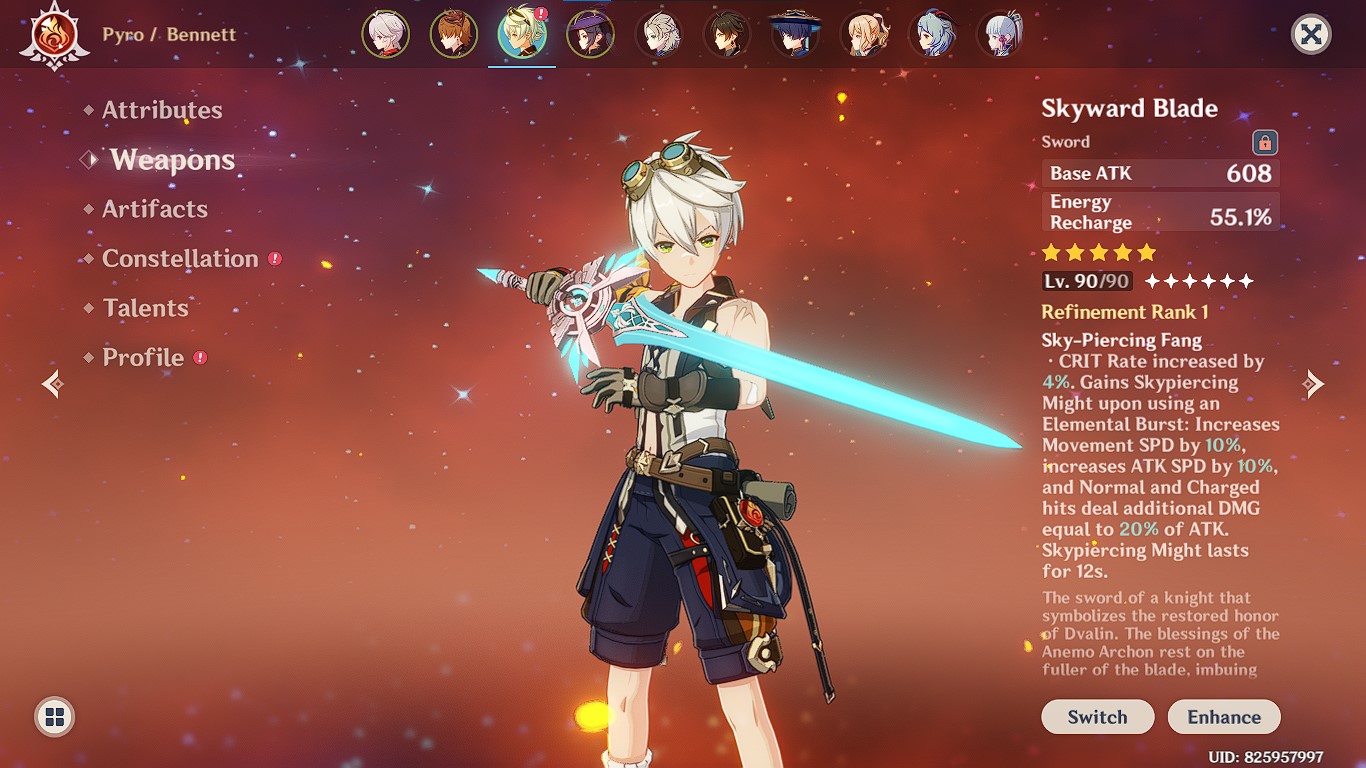 Pyro / Bennett
Attributes
Weapons
Artifacts
Constellation
Talents
Profile
Skyward Blade
Sword
Base ATK 608
Energy
Recharge 55.1%
Lv. 90/90
Refinement Rank 1
Sky-Piercing Fang
· CRIT Rate increased by
4%. Gains Skypiercing
Might upon using an
Elemental Burst: Increases
Movement SPD by 10%,
increases ATK SPD by 10%,
and Normal and Charged
hits deal additional DMG
equal to 20% of ATK.
Skypiercing Might lasts
for 12s.
The sword of a knight that
symbolizes the restored honor
of Dvalin. The blessings of the
Anemo Archon rest on the
fuller of the blade, imbuing
Switch
Enhance
UID: 825957997